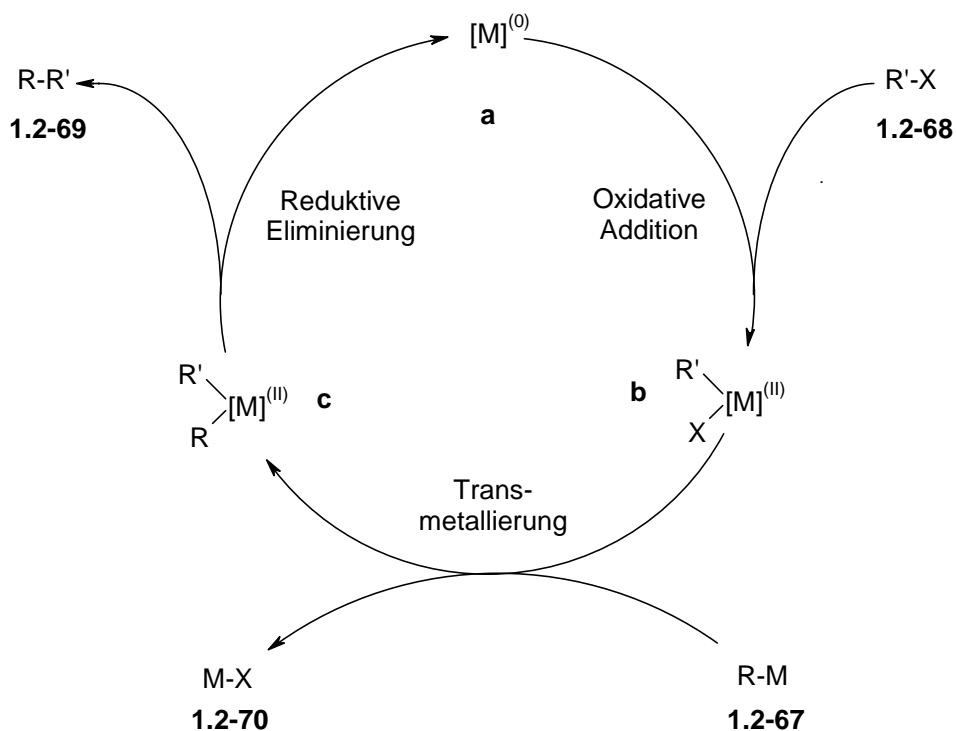 [M](0)
R-R'
1.2-69
R'-X
1.2-68
a
Reduktive
Eliminierung
Oxidative
Addition
R'
[M](II)
R
c
b
R'
[M](II)
X
Trans-
metallierung
M-X
1.2-70
R-M
1.2-67